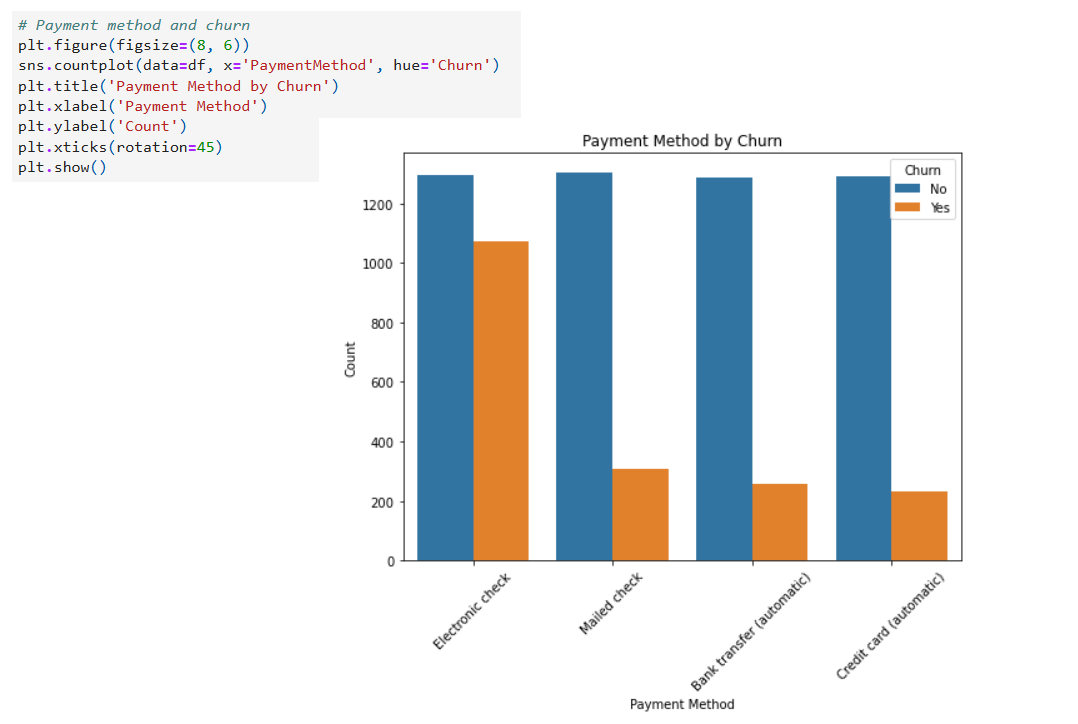 # Payment method and churn
plt.figure(figsize=(8, 6))
sns.countplot(data=df, x='PaymentMethod', hue='Churn')
plt.title('Payment Method by Churn')
plt.xlabel('Payment Method')
plt.ylabel('Count')
plt.xticks(rotation=45)
plt.show()
Payment Method by Churn
Churn
No
Yes
Count
1200
1000
800
600
400
200
0
Electronic check
Mailed check
Bank transfer (automatic)
Credit card (automatic)
Payment Method